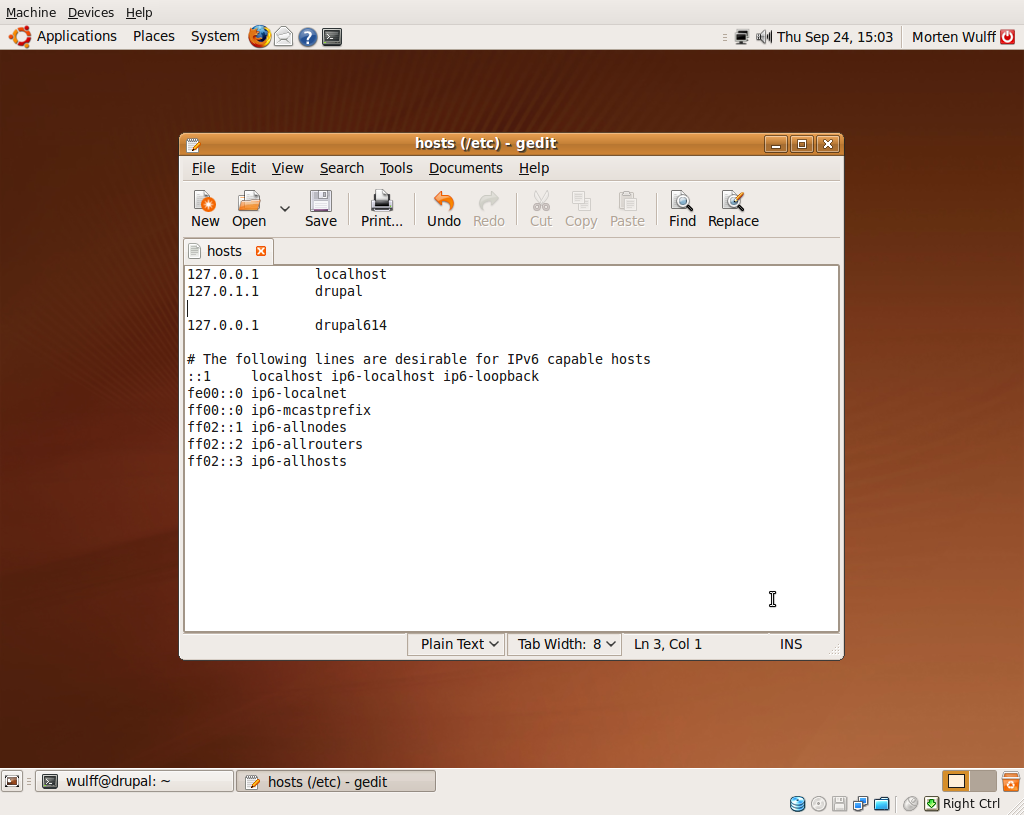 Machine Devices Help
Applications Places System Thu Sep 24, 15:03 Morten Wulff
hosts (/etc) - gedit
File Edit View Search Tools Documents Help
New Open Save Print... Undo Redo Cut Copy Paste Find Replace
hosts
127.0.0.1 localhost
127.0.1.1 drupal
127.0.0.1 drupal614
# The following lines are desirable for IPv6 capable hosts
::1 localhost ip6-localhost ip6-loopback
fe00::0 ip6-localnet
ff00::0 ip6-mcastprefix
ff02::1 ip6-allnodes
ff02::2 ip6-allrouters
ff02::3 ip6-allhosts
Plain Text Tab Width: 8 Ln 3, Col 1 INS
wulff@drupal: ~ hosts (/etc) - gedit
Right Ctrl